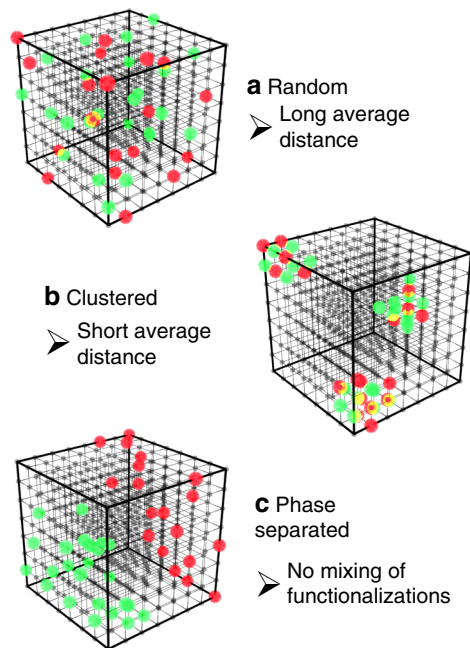 a Random
➢ Long average
distance
b Clustered
➢ Short average
distance
c Phase
separated
➢ No mixing of
functionalizations